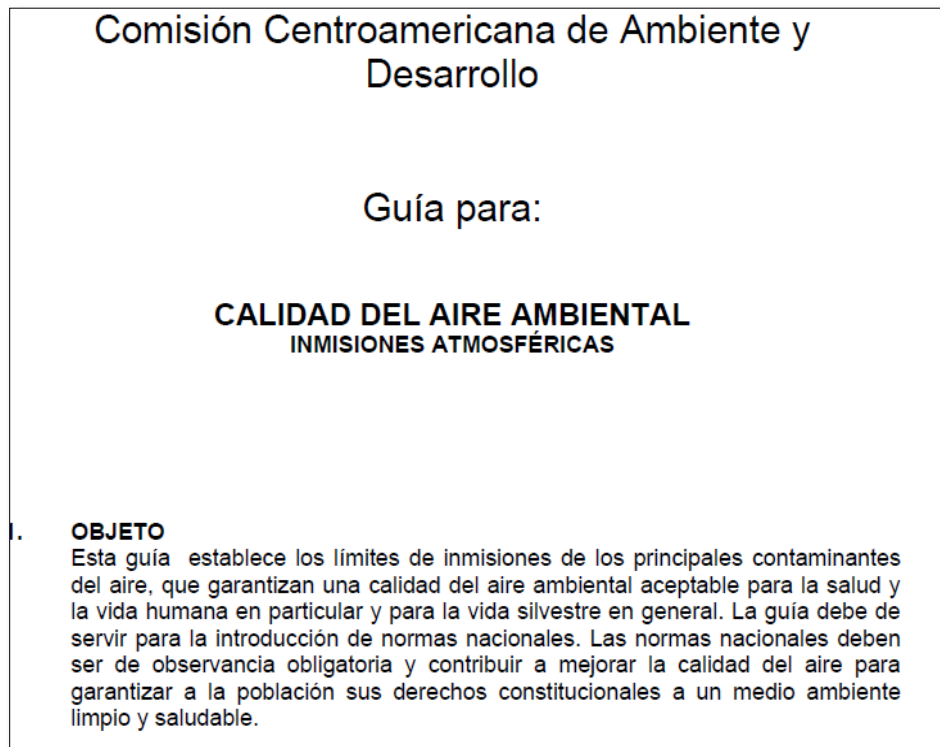 Comisión Centroamericana de Ambiente y
Desarrollo
Guía para:
CALIDAD DEL AIRE AMBIENTAL
INMISIONES ATMOSFÉRICAS
1. OBJETO
Esta guía establece los límites de inmisiones de los principales contaminantes
del aire, que garantizan una calidad del aire ambiental aceptable para la salud y
la vida humana en particular y para la vida silvestre en general. La guía debe de
servir para la introducción de normas nacionales. Las normas nacionales deben
ser de observancia obligatoria y contribuir a mejorar la calidad del aire para
garantizar a la población sus derechos constitucionales a un medio ambiente
limpio y saludable.